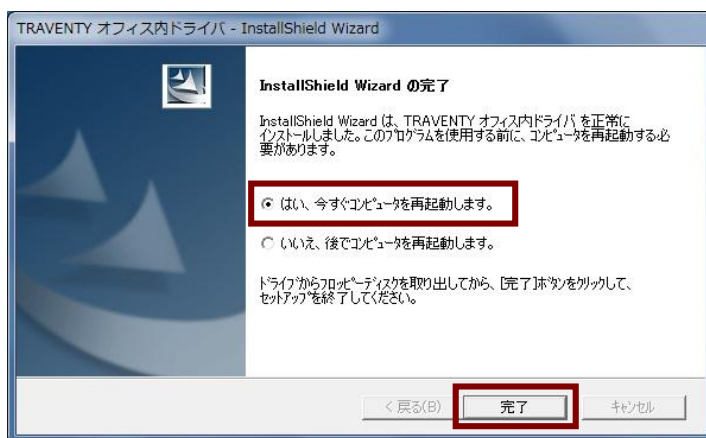 TRAVENTY オフィス内ドライバ - InstallShield Wizard
InstallShield Wizard の完了
InstallShield Wizard は、TRAVENTY オフィス内ドライバ を正常に
インストールしました。このプログラムを使用する前に、コンピュータを再起動する必
要があります。
はい、今すぐコンピュータを再起動します。
いいえ、後でコンピュータを再起動します。
ドライブからフロッピーディスクを取り出してから、[完了]ボタンをクリックして、
セットアップを終了してください。
< 戻る(B)
完了
キャンセル